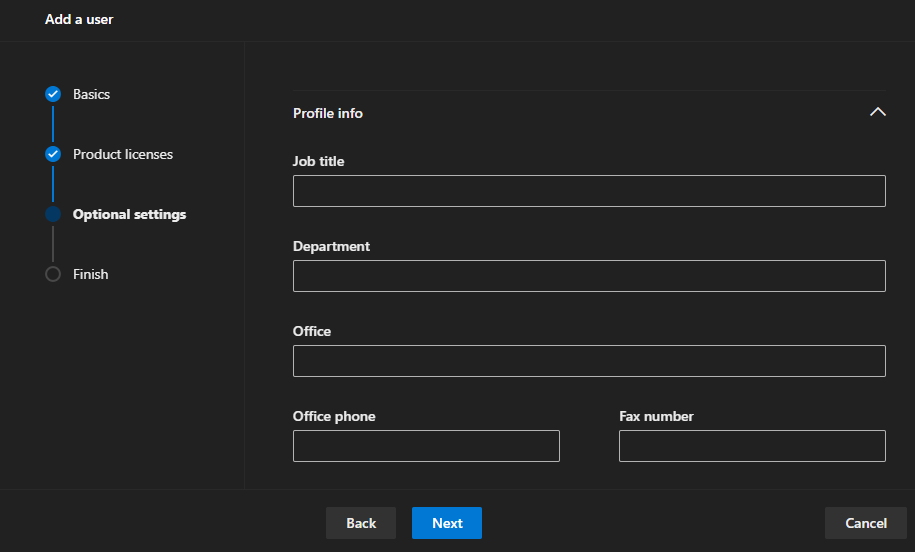 Add a user
Basics
Product licenses
Optional settings
Finish
Profile info
Job title
Department
Office
Office phone
Fax number
Back
Next
Cancel